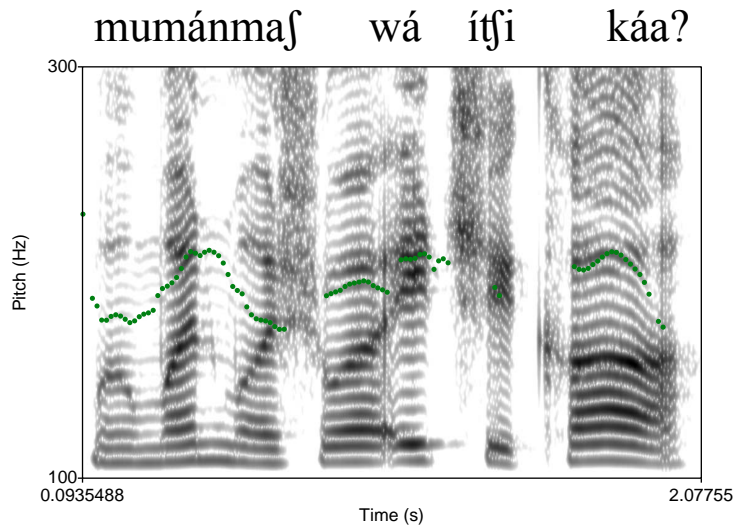 mumánmaʃ wá ítʃi káa?
300
Pitch (Hz)
100
0.0935488 2.07755
Time (s)